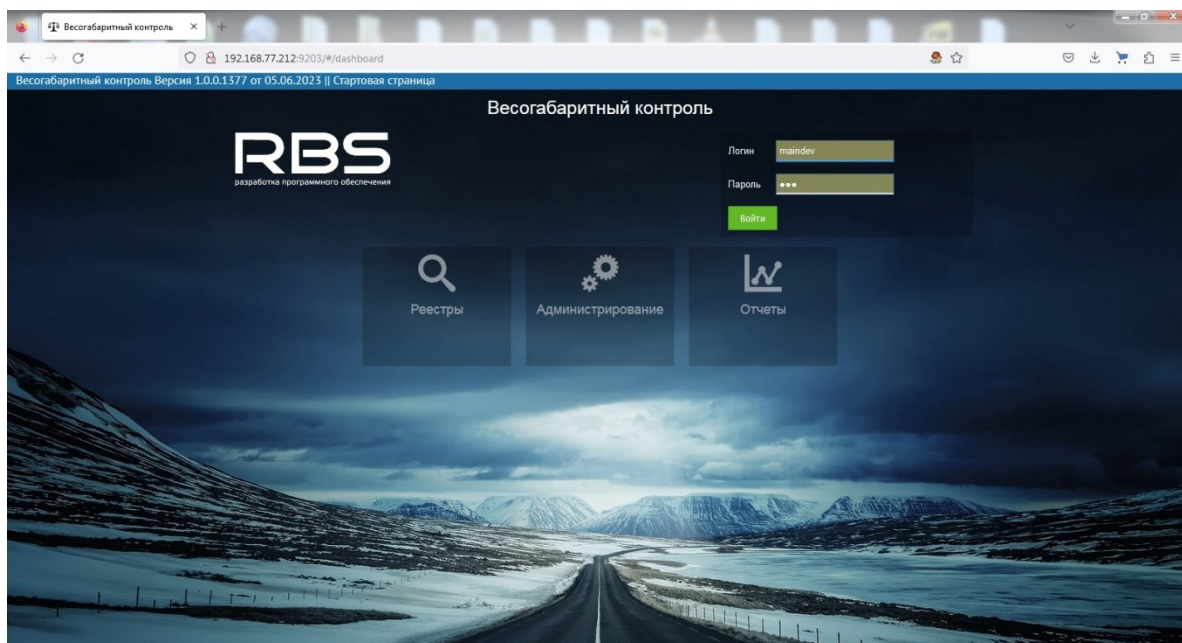 Весогабаритный контроль
192.168.77.212:9203/#/dashboard
Весогабаритный контроль Версия 1.0.0.1377 от 05.06.2023 || Стартовая страница
Весогабаритный контроль
RBS
разработка программного обеспечения
Логин maindev
Пароль •••
Войти
Реестры
Администрирование
Отчеты